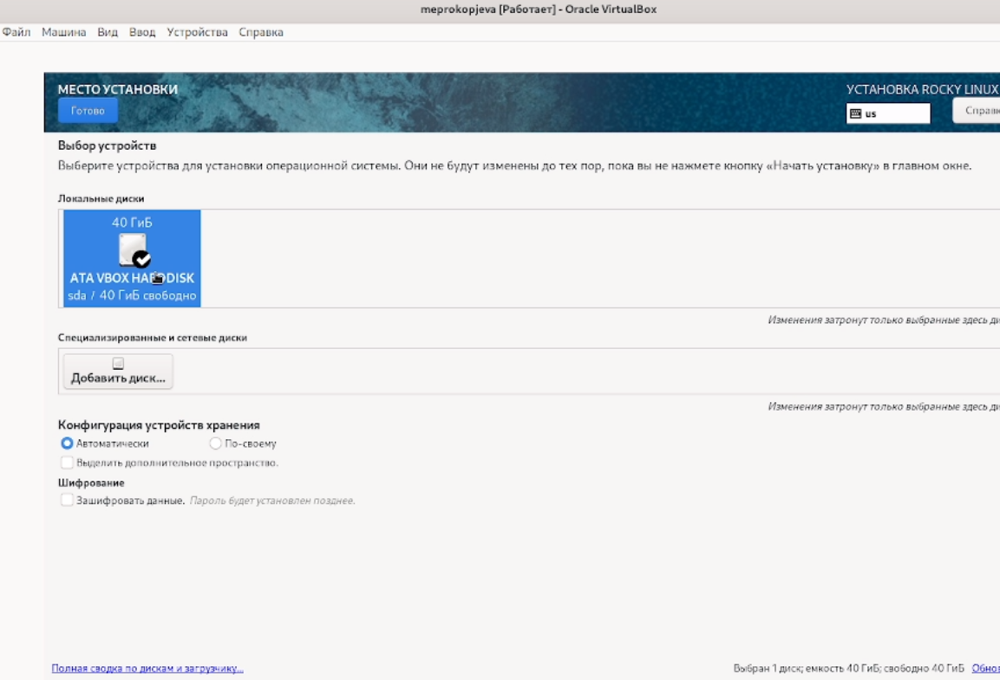 meprokopjeva [Работает] - Oracle VirtualBox
Файл Машина Вид Ввод Устройства Справка
МЕСТО УСТАНОВКИ
УСТАНОВКА ROCKY LINUX
Готово
us
Справк
Выбор устройств
Выберите устройства для установки операционной системы. Они не будут изменены до тех пор, пока вы не нажмете кнопку «Начать установку» в главном окне.
Локальные диски
40 ГиБ
ATA VBOX HARDDISK
sda / 40 ГиБ свободно
Изменения затронут только выбранные здесь ди
Специализированные и сетевые диски
Добавить диск...
Изменения затронут только выбранные здесь ди
Конфигурация устройств хранения
Автоматически
По-своему
Выделить дополнительное пространство.
Шифрование
Зашифровать данные. Пароль будет установлен позднее.
Полная сводка по дискам и загрузчику...
Выбран 1 диск; емкость 40 ГиБ; свободно 40 ГиБ Обнов